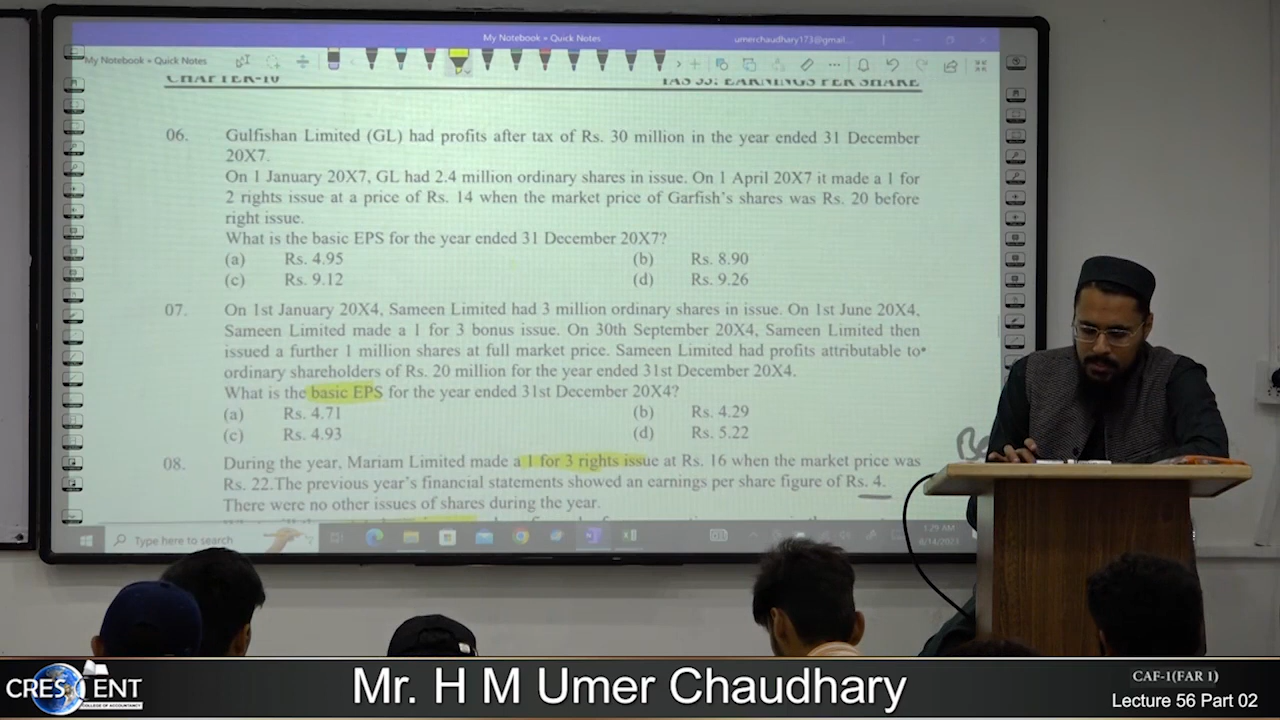 My Notebook » Quick Notes
umerchaudhary173@gmail...
My Notebook » Quick Notes
CHAPTER-10
IAS 33: EARNINGS PER SHARE
06. Gulfishan Limited (GL) had profits after tax of Rs. 30 million in the year ended 31 December
20X7.
On 1 January 20X7, GL had 2.4 million ordinary shares in issue. On 1 April 20X7 it made a 1 for
2 rights issue at a price of Rs. 14 when the market price of Garfish's shares was Rs. 20 before
right issue.
What is the basic EPS for the year ended 31 December 20X7?
(a) Rs. 4.95 (b) Rs. 8.90
(c) Rs. 9.12 (d) Rs. 9.26
07. On 1st January 20X4, Sameen Limited had 3 million ordinary shares in issue. On 1st June 20X4,
Sameen Limited made a 1 for 3 bonus issue. On 30th September 20X4, Sameen Limited then
issued a further 1 million shares at full market price. Sameen Limited had profits attributable to
ordinary shareholders of Rs. 20 million for the year ended 31st December 20X4.
What is the basic EPS for the year ended 31st December 20X4?
(a) Rs. 4.71 (b) Rs. 4.29
(c) Rs. 4.93 (d) Rs. 5.22
08. During the year, Mariam Limited made a 1 for 3 rights issue at Rs. 16 when the market price was
Rs. 22.The previous year's financial statements showed an earnings per share figure of Rs. 4.
There were no other issues of shares during the year.
Type here to search
1:29 AM
8/14/2023
CRESCENT
COLLEGE OF ACCOUNTANCY
Mr. H M Umer Chaudhary
CAF-1(FAR 1)
Lecture 56 Part 02